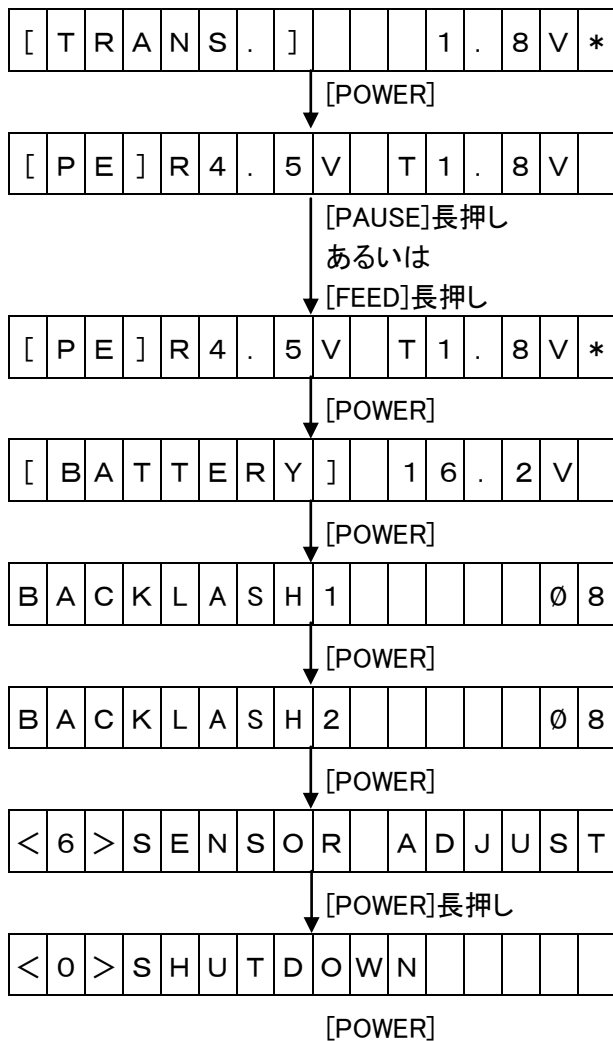 [TRANS.]   1.8V*
[POWER]
[PE]R4.5V T1.8V
[PAUSE]長押し
あるいは
[FEED]長押し
[PE]R4.5V T1.8V*
[POWER]
[BATTERY] 16.2V
[POWER]
BACKLASH1     Ø8
[POWER]
BACKLASH2     Ø8
[POWER]
<6>SENSOR ADJUST
[POWER]長押し
<0>SHUTDOWN
[POWER]